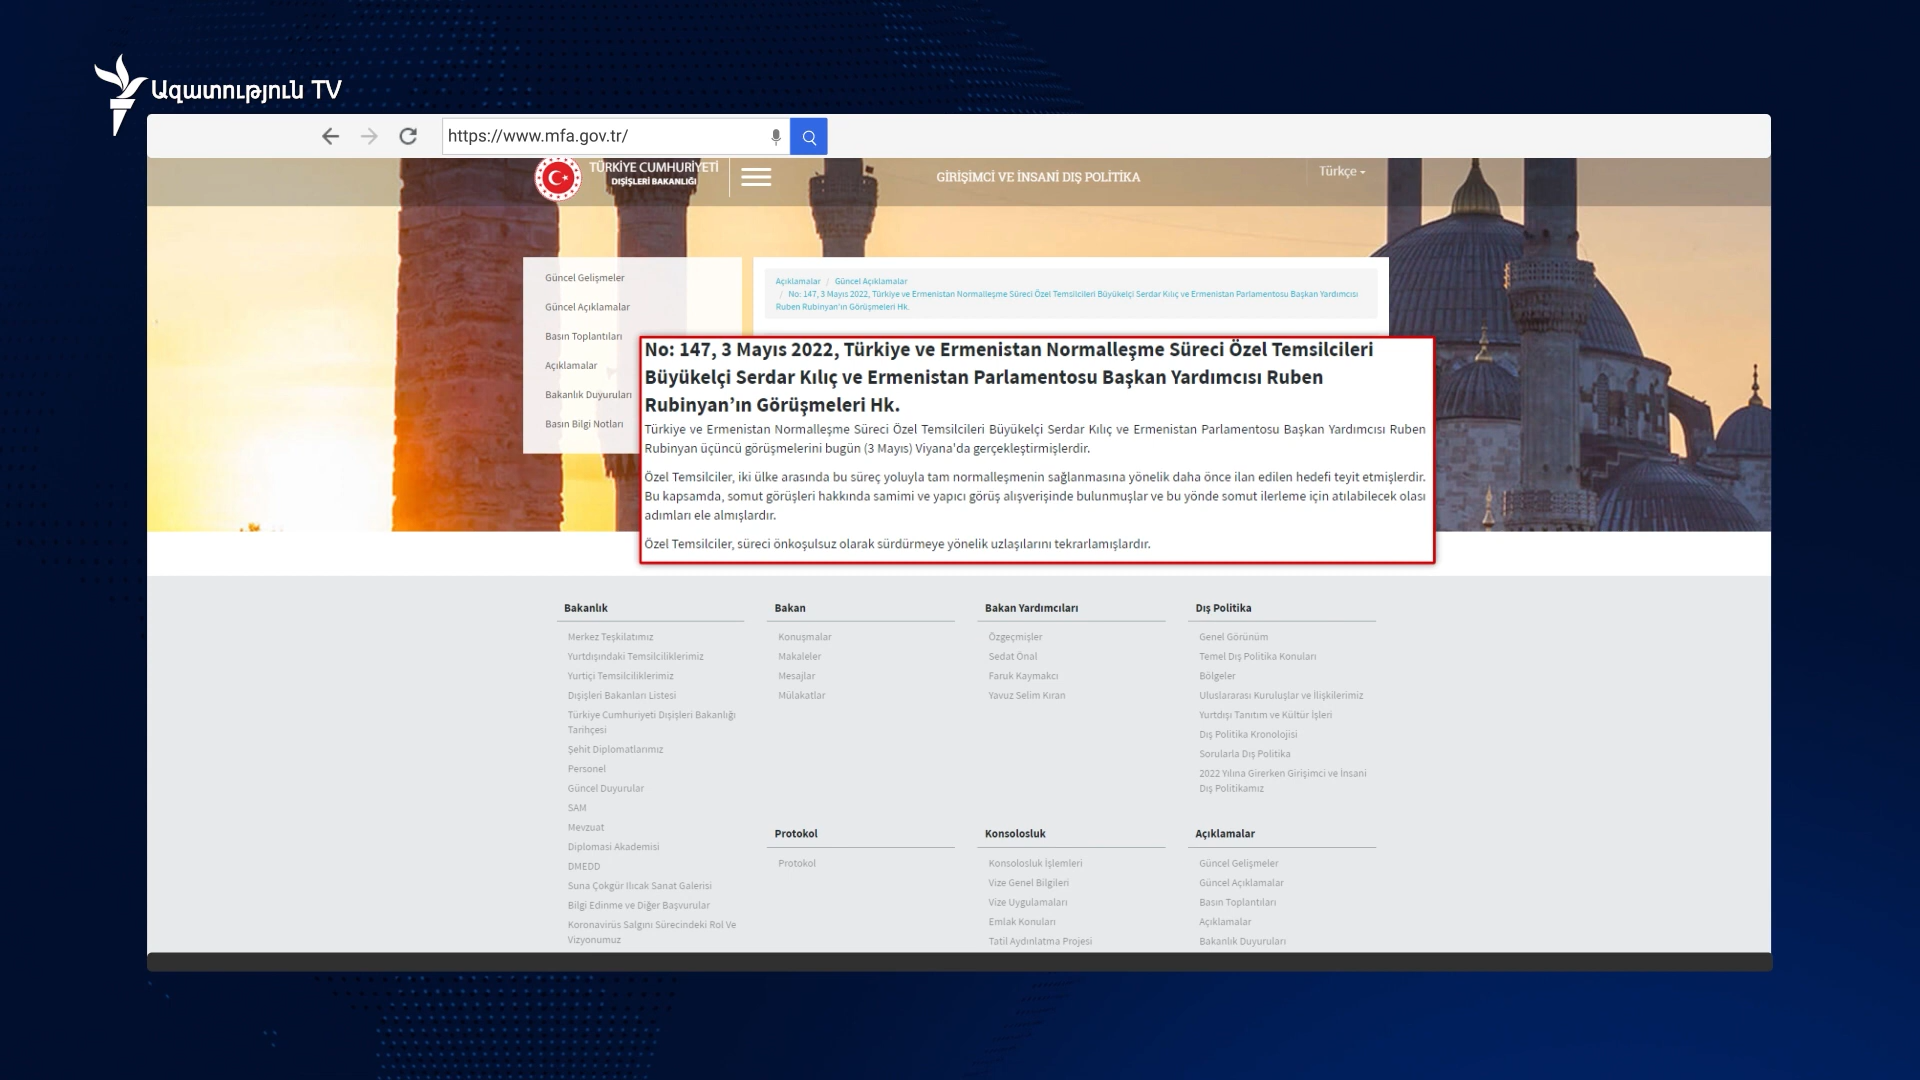 Ազատություն TV
https://www.mfa.gov.tr/
TÜRKİYE CUMHURİYETİ
DIŞİŞLERİ BAKANLIĞI
GİRİŞİMCİ VE İNSANİ DIŞ POLİTİKA
Türkçe
Güncel Gelişmeler
Güncel Açıklamalar
Basın Toplantıları
Açıklamalar
Bakanlık Duyuruları
Basın Bilgi Notları
Açıklamalar / Güncel Açıklamalar
/ No: 147, 3 Mayıs 2022, Türkiye ve Ermenistan Normalleşme Süreci Özel Temsilcileri Büyükelçi Serdar Kılıç ve Ermenistan Parlamentosu Başkan Yardımcısı
Ruben Rubinyan'ın Görüşmeleri Hk.
No: 147, 3 Mayıs 2022, Türkiye ve Ermenistan Normalleşme Süreci Özel Temsilcileri
Büyükelçi Serdar Kılıç ve Ermenistan Parlamentosu Başkan Yardımcısı Ruben
Rubinyan’ın Görüşmeleri Hk.
Türkiye ve Ermenistan Normalleşme Süreci Özel Temsilcileri Büyükelçi Serdar Kılıç ve Ermenistan Parlamentosu Başkan Yardımcısı Ruben
Rubinyan üçüncü görüşmelerini bugün (3 Mayıs) Viyana'da gerçekleştirmişlerdir.
Özel Temsilciler, iki ülke arasında bu süreç yoluyla tam normalleşmenin sağlanmasına yönelik daha önce ilan edilen hedefi teyit etmişlerdir.
Bu kapsamda, somut görüşleri hakkında samimi ve yapıcı görüş alışverişinde bulunmuşlar ve bu yönde somut ilerleme için atılabilecek olası
adımları ele almışlardır.
Özel Temsilciler, süreci önkoşulsuz olarak sürdürmeye yönelik uzlaşılarını tekrarlamışlardır.
Bakanlık
Merkez Teşkilatımız
Yurtdışındaki Temsilciliklerimiz
Yurtiçi Temsilciliklerimiz
Dışişleri Bakanları Listesi
Türkiye Cumhuriyeti Dışişleri Bakanlığı
Tarihçesi
Şehit Diplomatlarımız
Personel
Güncel Duyurular
SAM
Mevzuat
Diplomasi Akademisi
DMEDD
Suna Çokgür Ilıcak Sanat Galerisi
Bilgi Edinme ve Diğer Başvurular
Koronavirüs Salgını Sürecindeki Rol Ve
Vizyonumuz
Bakan
Konuşmalar
Makaleler
Mesajlar
Mülakatlar
Bakan Yardımcıları
Özgeçmişler
Sedat Önal
Faruk Kaymakcı
Yavuz Selim Kıran
Dış Politika
Genel Görünüm
Temel Dış Politika Konuları
Bölgeler
Uluslararası Kuruluşlar ve İlişkilerimiz
Yurtdışı Tanıtım ve Kültür İşleri
Dış Politika Kronolojisi
Sorularla Dış Politika
2022 Yılına Girerken Girişimci ve İnsani
Dış Politikamız
Protokol
Protokol
Konsolosluk
Konsolosluk İşlemleri
Vize Genel Bilgileri
Vize Uygulamaları
Emlak Konuları
Tatil Aydınlatma Projesi
Açıklamalar
Güncel Gelişmeler
Güncel Açıklamalar
Basın Toplantıları
Açıklamalar
Bakanlık Duyuruları